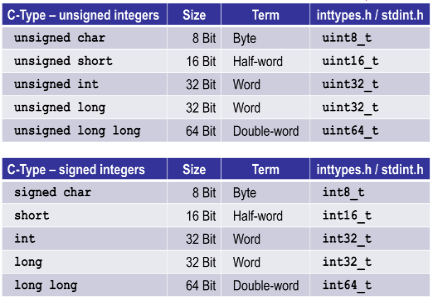 C-Type – unsigned integers Size Term inttypes.h / stdint.h
unsigned char 8 Bit Byte uint8_t
unsigned short 16 Bit Half-word uint16_t
unsigned int 32 Bit Word uint32_t
unsigned long 32 Bit Word uint32_t
unsigned long long 64 Bit Double-word uint64_t
C-Type – signed integers Size Term inttypes.h / stdint.h
signed char 8 Bit Byte int8_t
short 16 Bit Half-word int16_t
int 32 Bit Word int32_t
long 32 Bit Word int32_t
long long 64 Bit Double-word int64_t